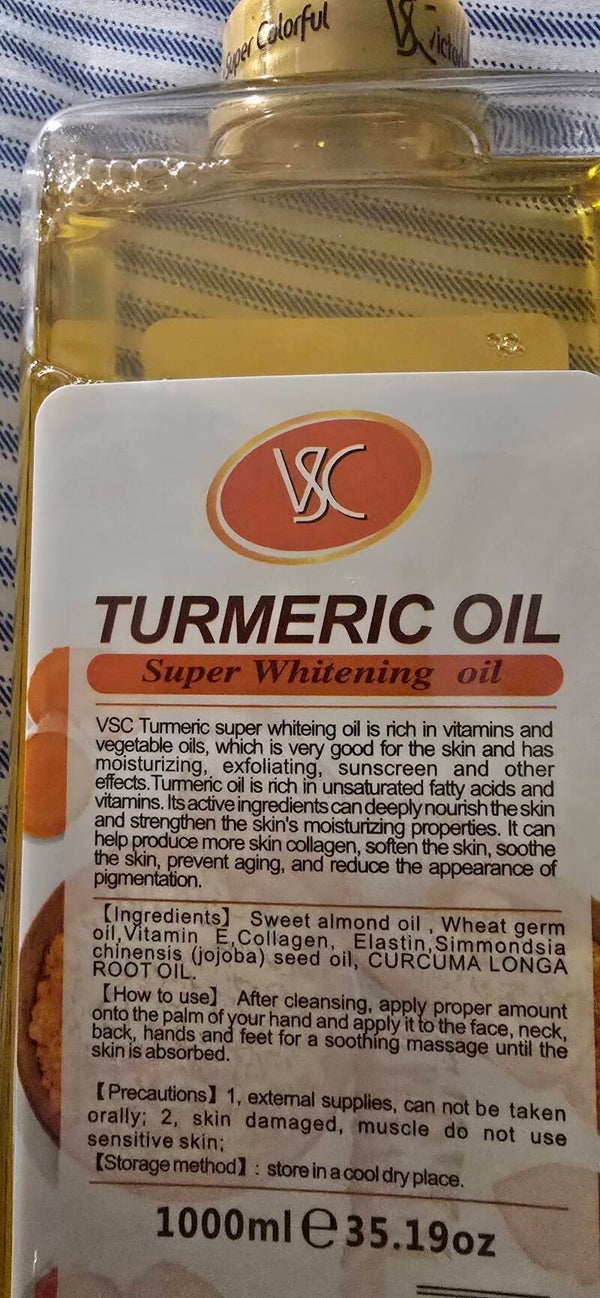 Super Colorful
VSC
VSC
TURMERIC OIL
Super Whitening oil
VSC Turmeric super whiteing oil is rich in vitamins and
vegetable oils, which is very good for the skin and has
moisturizing, exfoliating, sunscreen and other
effects.Turmeric oil is rich in unsaturated fatty acids and
vitamins. Its active ingredients can deeply nourish the skin
and strengthen the skin's moisturizing properties. It can
help produce more skin collagen, soften the skin, soothe
the skin, prevent aging, and reduce the appearance of
pigmentation.
【Ingredients】 Sweet almond oil , Wheat germ
oil,Vitamin E,Collagen, Elastin,Simmondsia
chinensis (jojoba) seed oil, CURCUMA LONGA
ROOT OIL.
【How to use】 After cleansing, apply proper amount
onto the palm of your hand and apply it to the face, neck,
back, hands and feet for a soothing massage until the
skin is absorbed.
【Precautions】1, external supplies, can not be taken
orally; 2, skin damaged, muscle do not use
sensitive skin;
【Storage method】: store in a cool dry place.
1000ml e 35.19oz